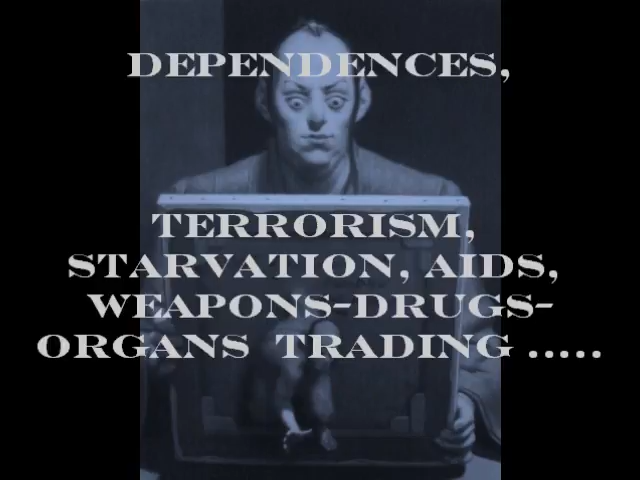 DEPENDENCES,
TERRORISM,
STARVATION, AIDS,
WEAPONS-DRUGS-
ORGANS TRADING .....